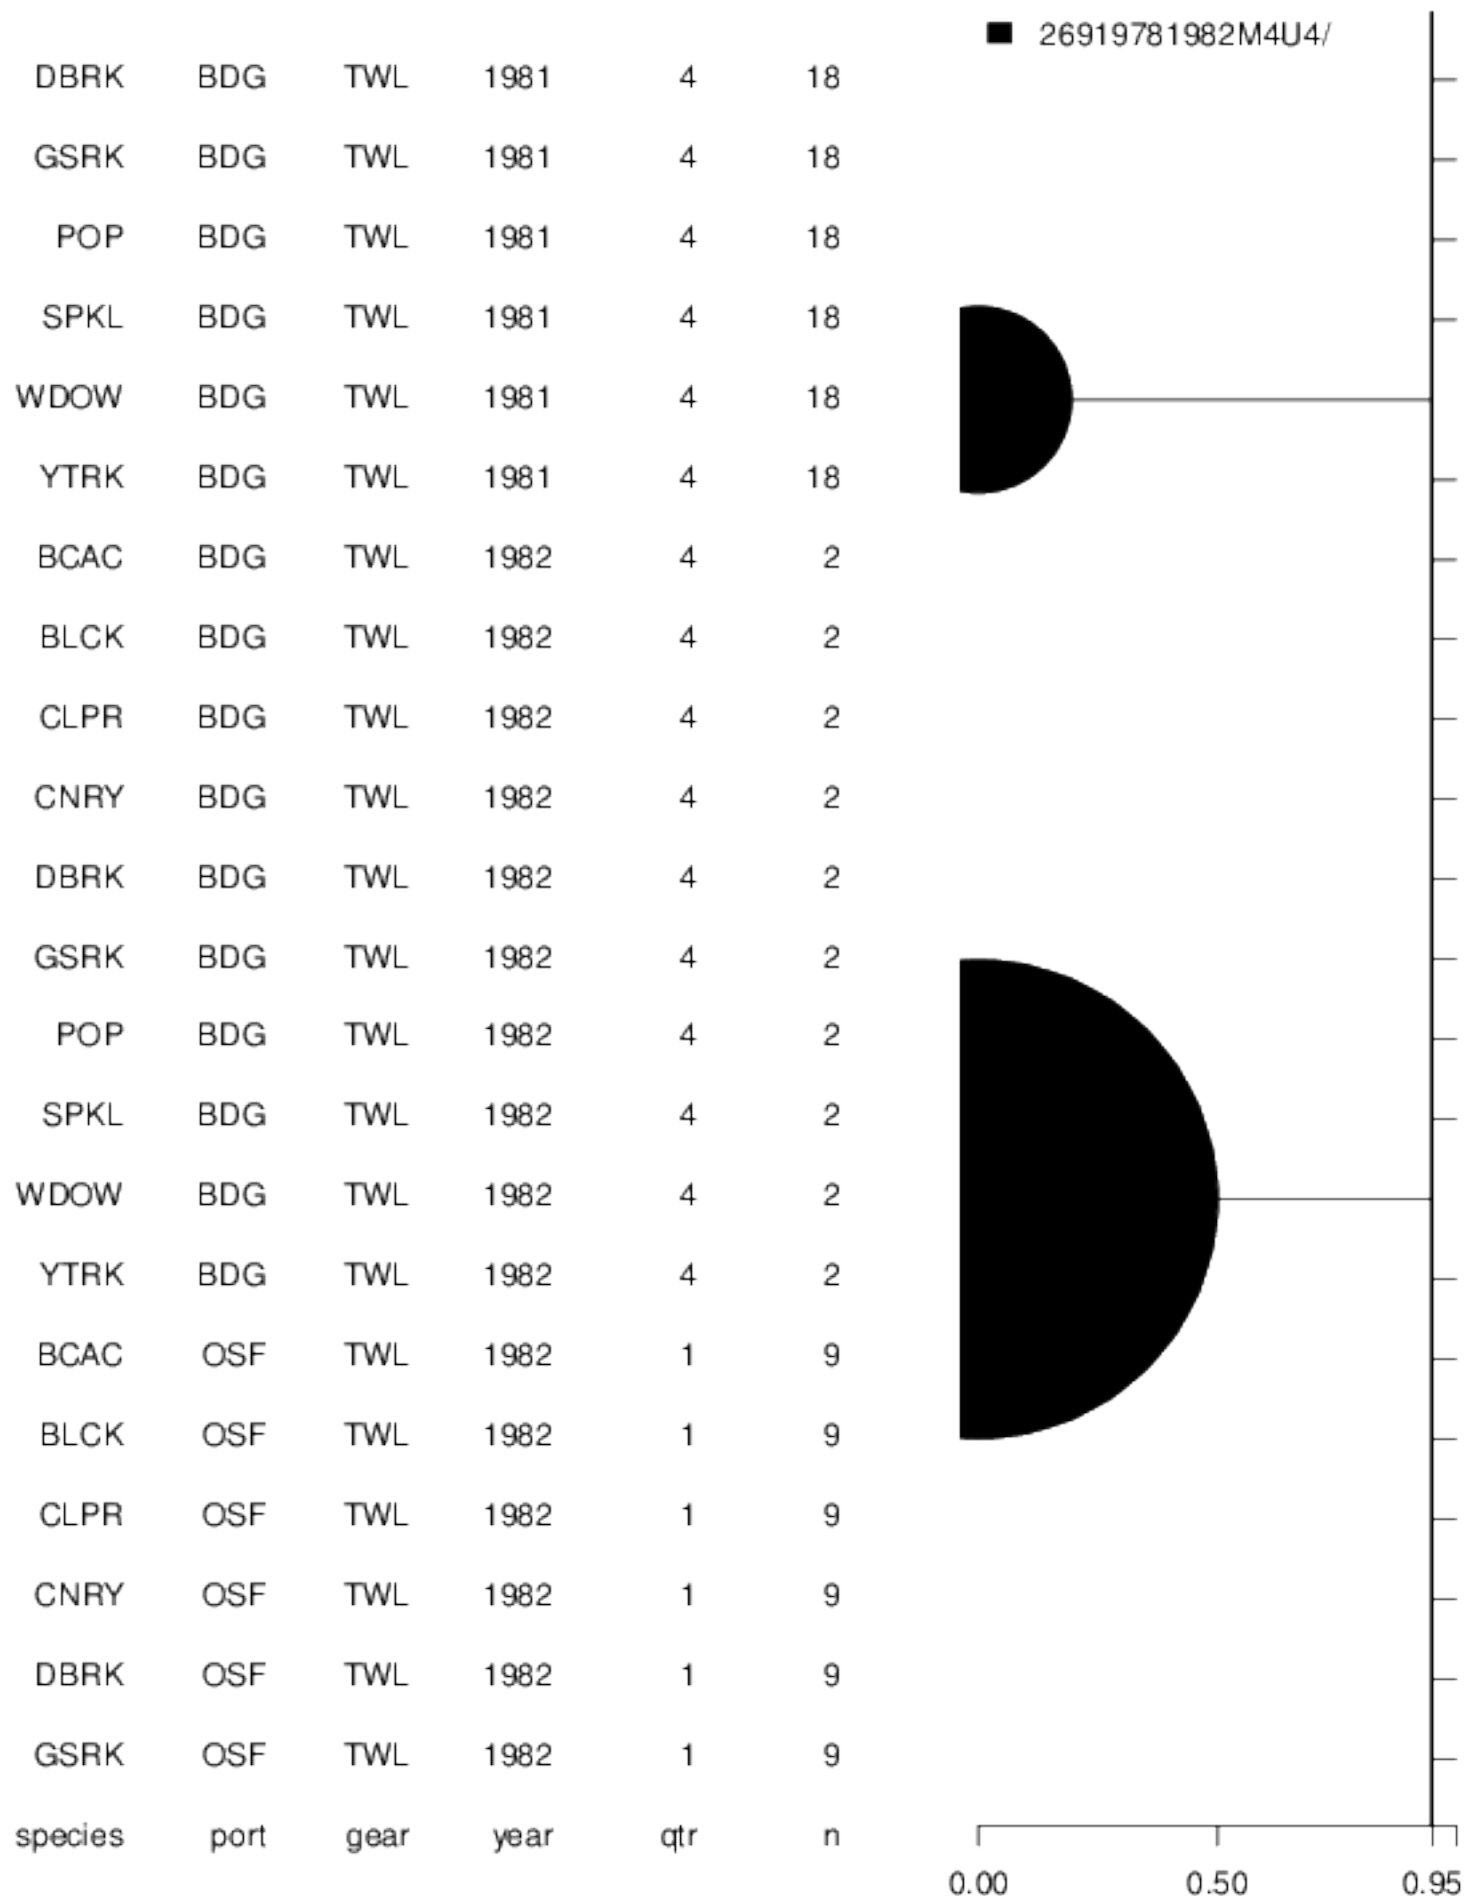 26919781982M4U4/
DBRK BDG TWL 1981 4 18
GSRK BDG TWL 1981 4 18
POP BDG TWL 1981 4 18
SPKL BDG TWL 1981 4 18
WDOW BDG TWL 1981 4 18
YTRK BDG TWL 1981 4 18
BCAC BDG TWL 1982 4 2
BLCK BDG TWL 1982 4 2
CLPR BDG TWL 1982 4 2
CNRY BDG TWL 1982 4 2
DBRK BDG TWL 1982 4 2
GSRK BDG TWL 1982 4 2
POP BDG TWL 1982 4 2
SPKL BDG TWL 1982 4 2
WDOW BDG TWL 1982 4 2
YTRK BDG TWL 1982 4 2
BCAC OSF TWL 1982 1 9
BLCK OSF TWL 1982 1 9
CLPR OSF TWL 1982 1 9
CNRY OSF TWL 1982 1 9
DBRK OSF TWL 1982 1 9
GSRK OSF TWL 1982 1 9
species port gear year qtr n
0.00 0.50 0.95